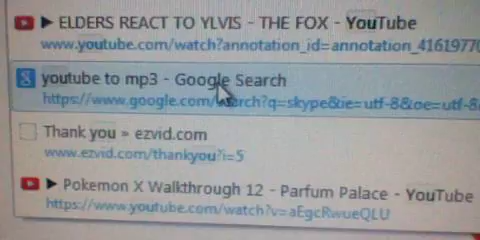 ▶ ELDERS REACT TO YLVIS - THE FOX - YouTube
www.youtube.com/watch?annotation_id=annotation_41619770
youtube to mp3 - Google Search
https://www.google.com/search?q=skype&ie=utf-8&oe=utf-8&
Thank you » ezvid.com
www.ezvid.com/thankyou?i=5
▶ Pokemon X Walkthrough 12 - Parfum Palace - YouTube
https://www.youtube.com/watch?v=aEgcRwueQLU